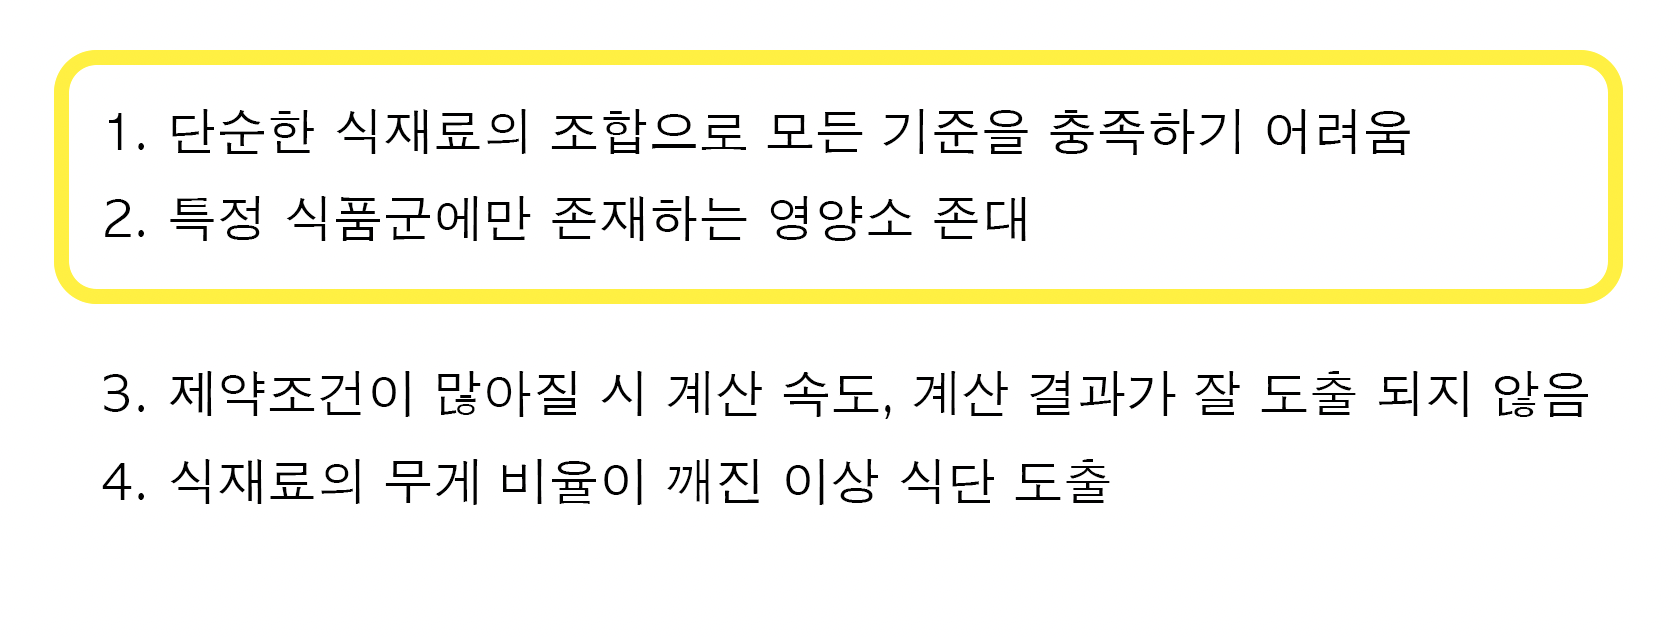 1. 단순한 식재료의 조합으로 모든 기준을 충족하기 어려움
2. 특정 식품군에만 존재하는 영양소 존대
3. 제약조건이 많아질 시 계산 속도, 계산 결과가 잘 도출 되지 않음
4. 식재료의 무게 비율이 깨진 이상 식단 도출